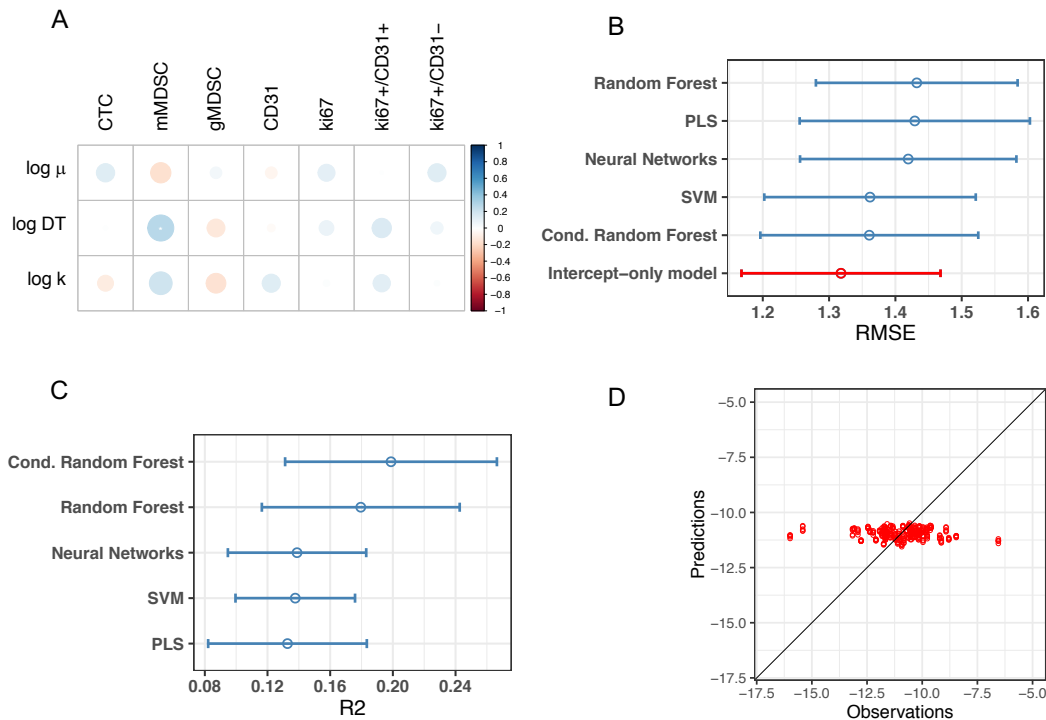 A
CTC
mMDSC
gMDSC
CD31
ki67
ki67+/CD31+
ki67+/CD31−
log μ
log DT
log k
1
0.8
0.6
0.4
0.2
0
−0.2
−0.4
−0.6
−0.8
−1
B
Random Forest
PLS
Neural Networks
SVM
Cond. Random Forest
Intercept−only model
1.2 1.3 1.4 1.5 1.6
RMSE
C
Cond. Random Forest
Random Forest
Neural Networks
SVM
PLS
0.08 0.12 0.16 0.20 0.24
R2
D
Predictions
−5.0
−7.5
−10.0
−12.5
−15.0
−17.5
−17.5 −15.0 −12.5 −10.0 −7.5 −5.0
Observations